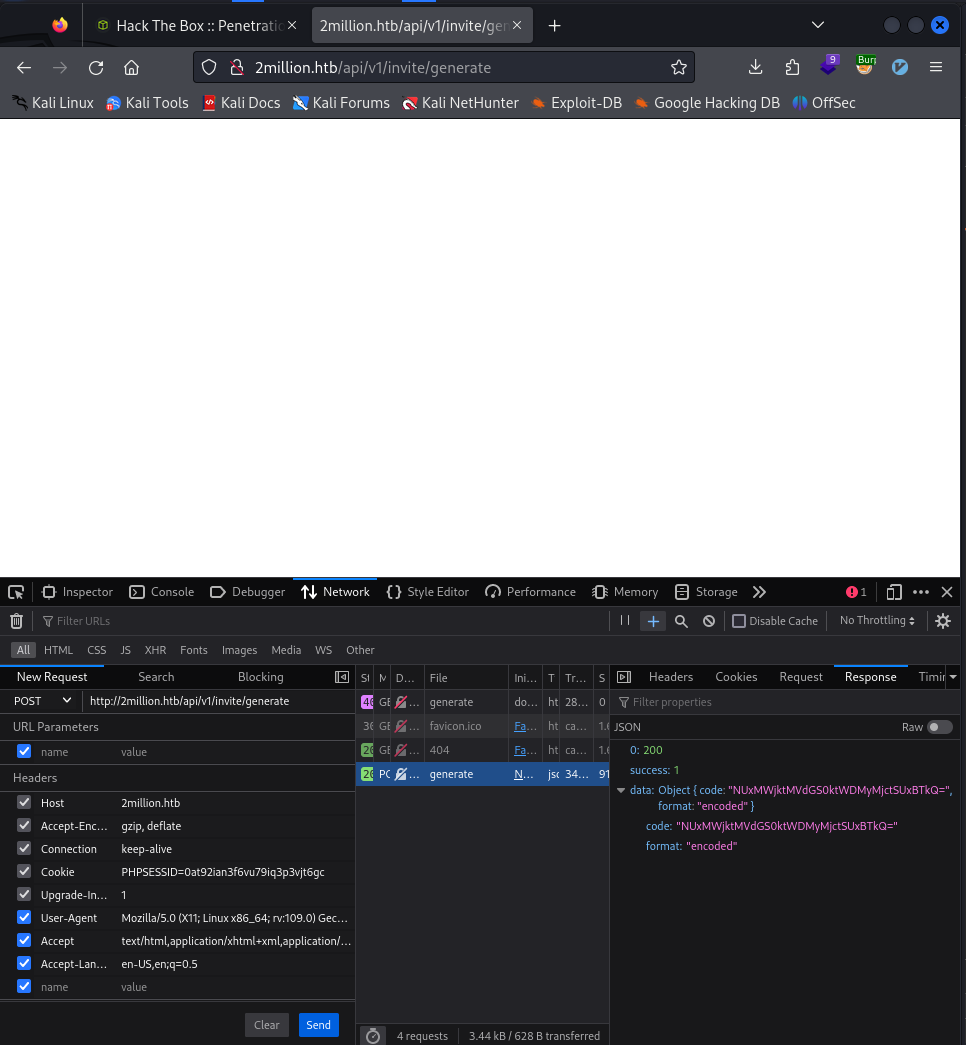 Hack The Box :: Penetratio
2million.htb/api/v1/invite/gen
2million.htb/api/v1/invite/generate
9
Burp
Kali Linux Kali Tools Kali Docs Kali Forums Kali NetHunter Exploit-DB Google Hacking DB OffSec
Inspector Console Debugger Network Style Editor Performance Memory Storage 1
Filter URLs Disable Cache No Throttling
All HTML CSS JS XHR Fonts Images Media WS Other
New Request Search Blocking
POST http://2million.htb/api/v1/invite/generate
URL Parameters
name value
Headers
Host 2million.htb
Accept-Enc... gzip, deflate
Connection keep-alive
Cookie PHPSESSID=0at92ian3f6vu79iq3p3vjt6gc
Upgrade-In... 1
User-Agent Mozilla/5.0 (X11; Linux x86_64; rv:109.0) Gec...
Accept text/html,application/xhtml+xml,application/...
Accept-Lan... en-US,en;q=0.5
name value
Clear Send
St M D... File Ini... T Tr... S
40 GE ... generate do... ht 28... 0
30 GE ... favicon.ico Fa... ht ca... 1.6
20 GE ... 404 Fa... ht ca... 1.6
20 PO ... generate N... jsc 34... 91
4 requests 3.44 kB / 628 B transferred
Headers Cookies Request Response Timin
Filter properties
JSON Raw
0: 200
success: 1
data: Object { code: "NUxMWjktMVdGS0ktWDMyMjctSUxBTkQ=",
format: "encoded" }
code: "NUxMWjktMVdGS0ktWDMyMjctSUxBTkQ="
format: "encoded"